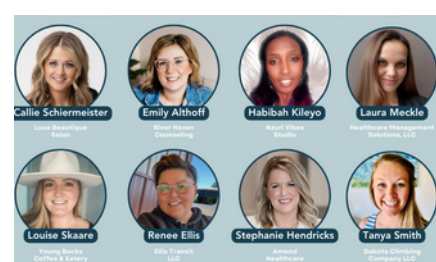 Callie Schiermeister
Luxe Beautique
Salon
Emily Althoff
River Haven
Counseling
Habibah Kileyo
Nouri Vibes
Studio
Laura Meckle
Healthcare Management
Solutions, LLC
Louise Skaare
Young Bucks
Coffee & Eatery
Renee Ellis
Ellis Transit
LLC
Stephanie Hendricks
Amend
Healthcare
Tanya Smith
Dakota Climbing
Company LLC